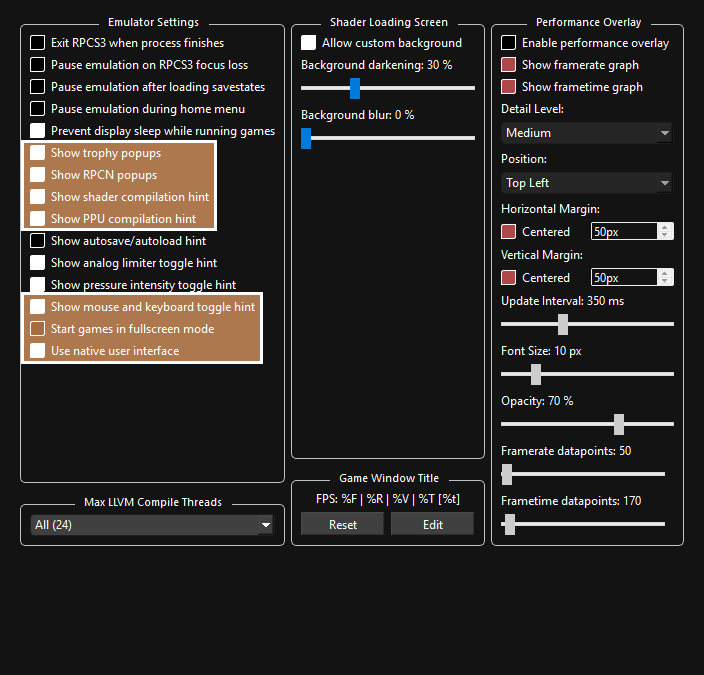 Emulator Settings
Exit RPCS3 when process finishes
Pause emulation on RPCS3 focus loss
Pause emulation after loading savestates
Pause emulation during home menu
Prevent display sleep while running games
Show trophy popups
Show RPCN popups
Show shader compilation hint
Show PPU compilation hint
Show autosave/autoload hint
Show analog limiter toggle hint
Show pressure intensity toggle hint
Show mouse and keyboard toggle hint
Start games in fullscreen mode
Use native user interface
Max LLVM Compile Threads
All (24)
Shader Loading Screen
Allow custom background
Background darkening: 30 %
Background blur: 0 %
Game Window Title
FPS: %F | %R | %V | %T [%t]
Reset
Edit
Performance Overlay
Enable performance overlay
Show framerate graph
Show frametime graph
Detail Level:
Medium
Position:
Top Left
Horizontal Margin:
Centered 50px
Vertical Margin:
Centered 50px
Update Interval: 350 ms
Font Size: 10 px
Opacity: 70 %
Framerate datapoints: 50
Frametime datapoints: 170